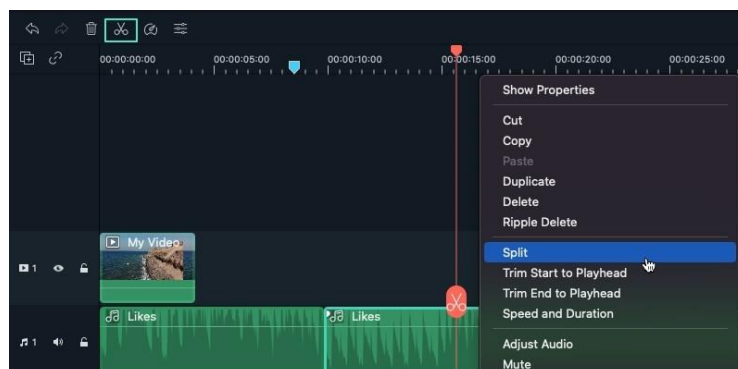 00:00:00:00 00:00:05:00 00:00:10:00 00:00:15:00 00:00:20:00 00:00:25:00
Show Properties
Cut
Copy
Paste
Duplicate
Delete
Ripple Delete
My Video
Split
Trim Start to Playhead
Trim End to Playhead
Speed and Duration
1
Likes Likes
Adjust Audio
1
Mute